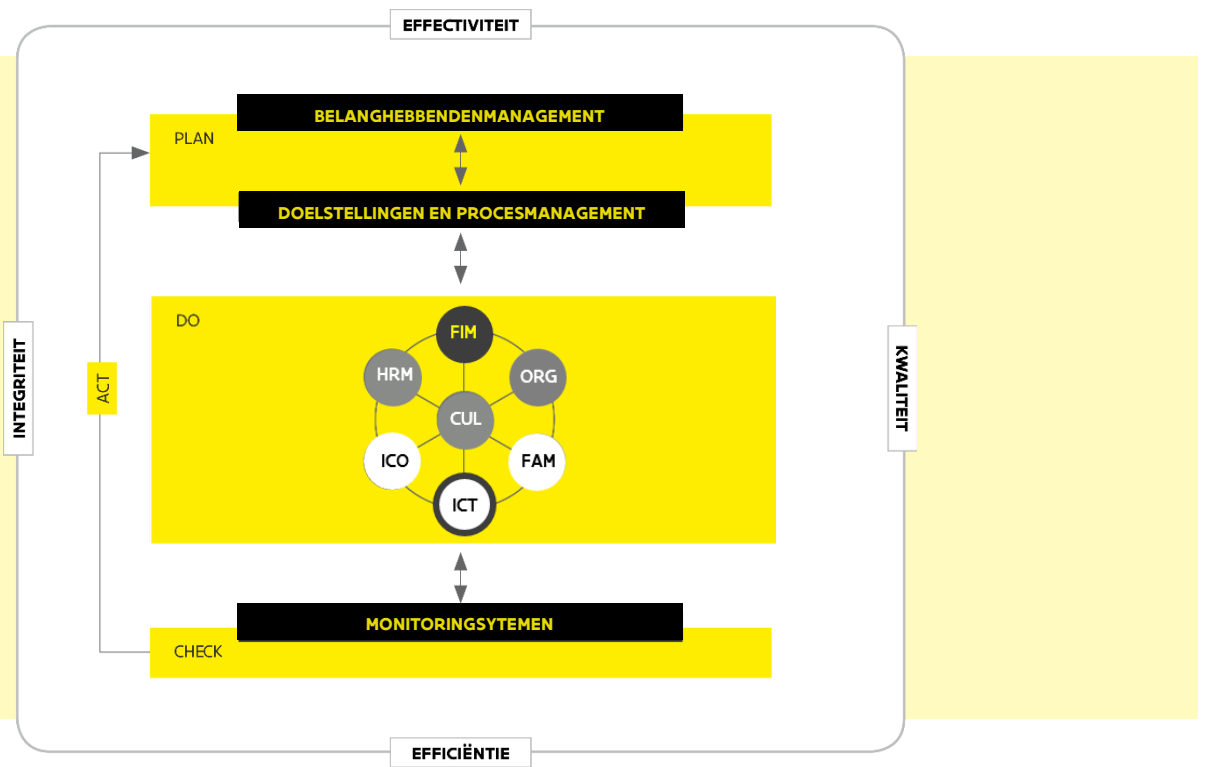 EFFECTIVITEIT
BELANGHEBBENDENMANAGEMENT
PLAN
DOELSTELLINGEN EN PROCESMANAGEMENT
DO
FIM
HRM
ORG
CUL
ICO
FAM
ICT
INTEGRITEIT
ACT
KWALITEIT
MONITORINGSYTEMEN
CHECK
EFFICIËNTIE